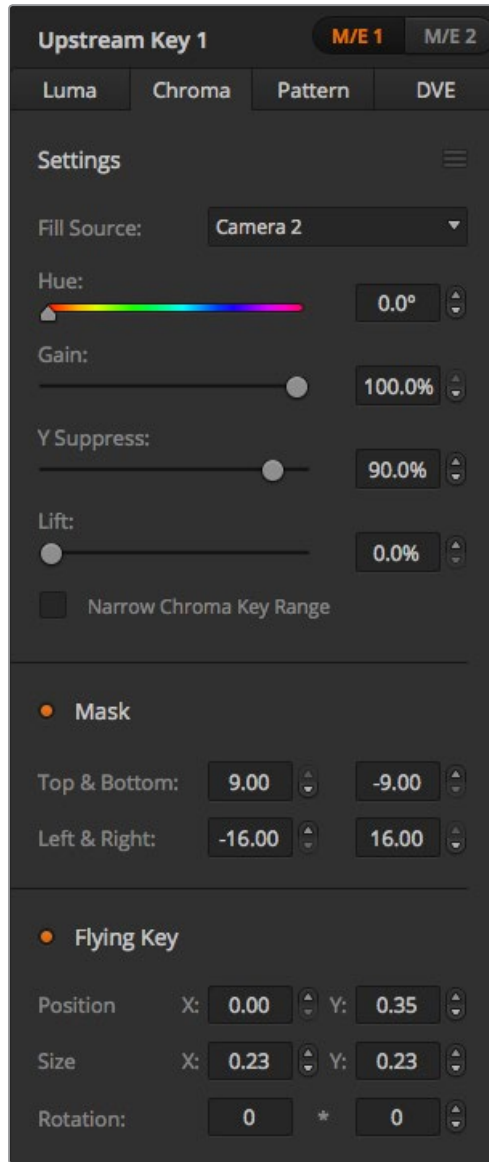 Upstream Key 1 M/E 1 M/E 2
Luma Chroma Pattern DVE
Settings
Fill Source: Camera 2
Hue:
0.0º
Gain:
100.0%
Y Suppress:
90.0%
Lift:
0.0%
Narrow Chroma Key Range
Mask
Top & Bottom: 9.00 -9.00
Left & Right: -16.00 16.00
Flying Key
Position X: 0.00 Y: 0.35
Size X: 0.23 Y: 0.23
Rotation: 0 * 0